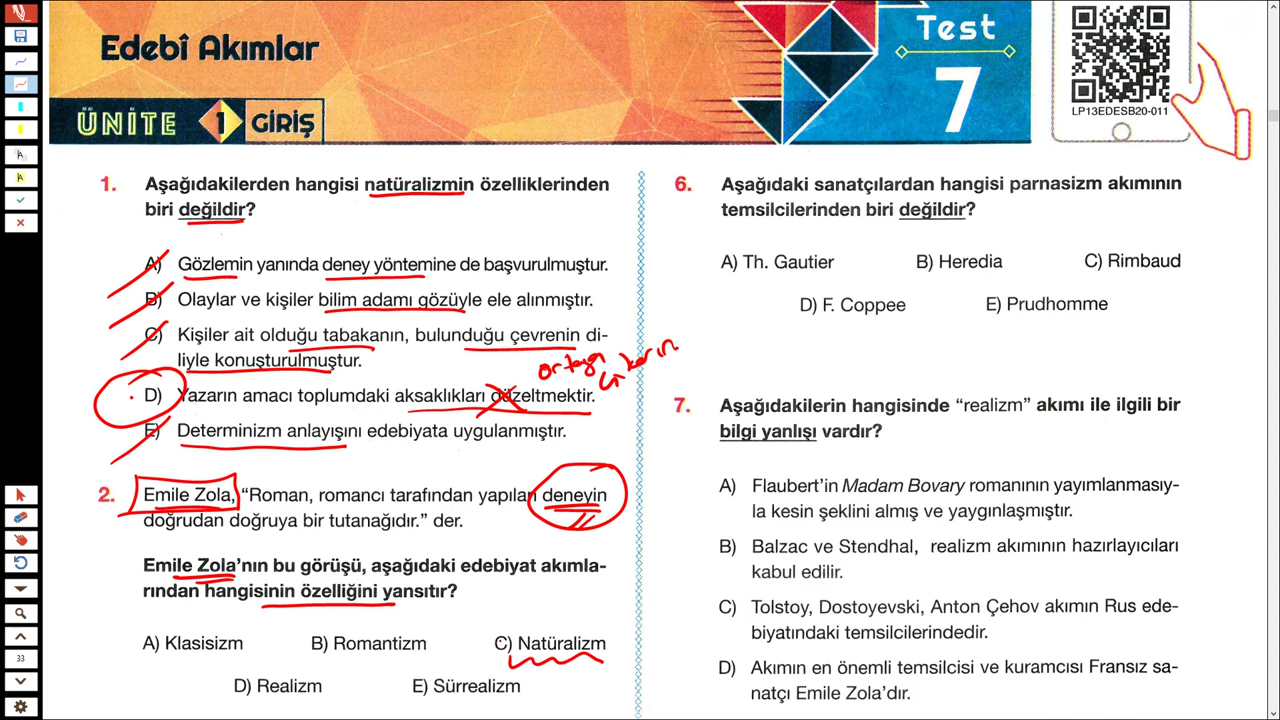 Edebî Akımlar
ÜNİTE 1 GİRİŞ
Test
7
LP13EDESB20-011
1. Aşağıdakilerden hangisi natüralizmin özelliklerinden
biri değildir?
A) Gözlemin yanında deney yöntemine de başvurulmuştur.
B) Olaylar ve kişiler bilim adamı gözüyle ele alınmıştır.
C) Kişiler ait olduğu tabakanın, bulunduğu çevrenin di-
liyle konuşturulmuştur.
D) Yazarın amacı toplumdaki aksaklıkları düzeltmektir.
E) Determinizm anlayışını edebiyata uygulanmıştır.
2. Emile Zola, “Roman, romancı tarafından yapılan deneyin
doğrudan doğruya bir tutanağıdır.” der.
Emile Zola’nın bu görüşü, aşağıdaki edebiyat akımla-
rından hangisinin özelliğini yansıtır?
A) Klasisizm B) Romantizm C) Natüralizm
D) Realizm E) Sürrealizm
6. Aşağıdaki sanatçılardan hangisi parnasizm akımının
temsilcilerinden biri değildir?
A) Th. Gautier B) Heredia C) Rimbaud
D) F. Coppee E) Prudhomme
7. Aşağıdakilerin hangisinde “realizm” akımı ile ilgili bir
bilgi yanlışı vardır?
A) Flaubert’in Madam Bovary romanının yayımlanmasıy-
la kesin şeklini almış ve yaygınlaşmıştır.
B) Balzac ve Stendhal, realizm akımının hazırlayıcıları
kabul edilir.
C) Tolstoy, Dostoyevski, Anton Çehov akımın Rus ede-
biyatındaki temsilcilerindedir.
D) Akımın en önemli temsilcisi ve kuramcısı Fransız sa-
natçı Emile Zola’dır.
33